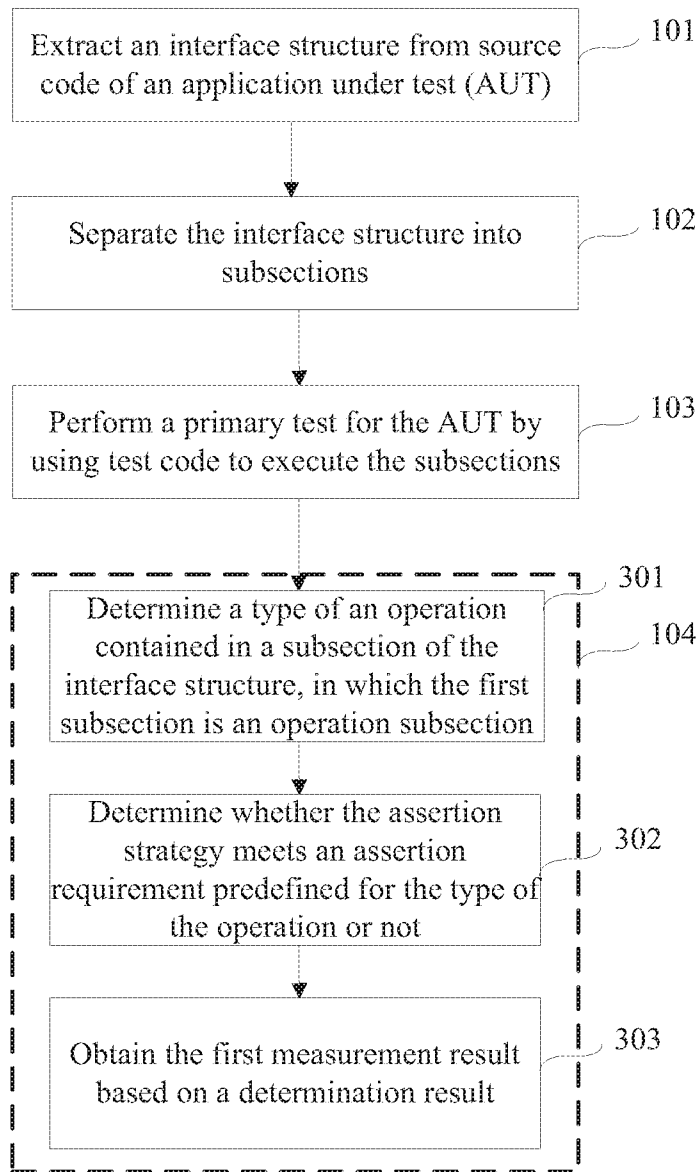 Extract an interface structure from source
code of an application under test (AUT)
101
Separate the interface structure into
subsections
102
Perform a primary test for the AUT by
using test code to execute the subsections
103
Determine a type of an operation
contained in a subsection of the
interface structure, in which the first
subsection is an operation subsection
301
104
Determine whether the assertion
strategy meets an assertion
requirement predefined for the type of
the operation or not
302
Obtain the first measurement result
based on a determination result
303